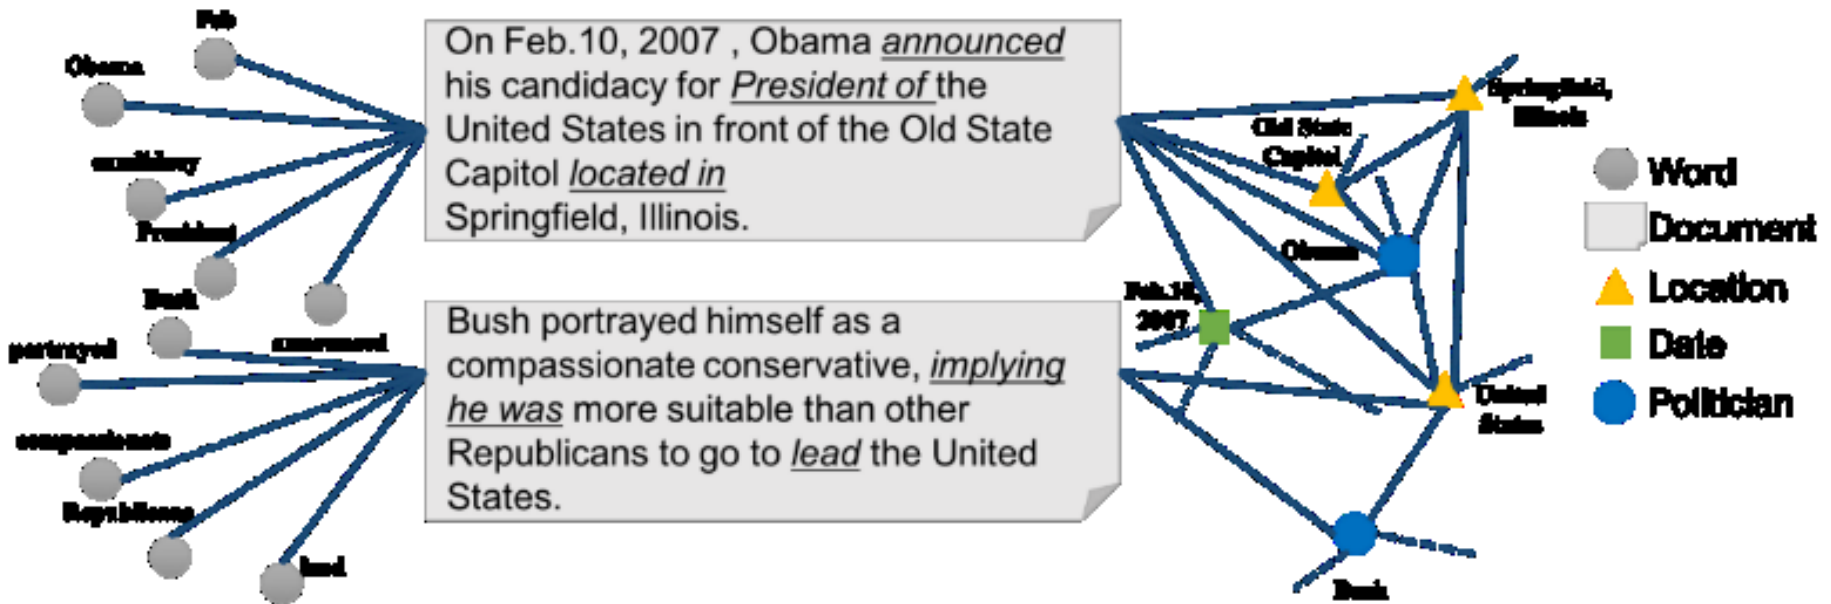 Feb
Obama
candidacy
President
announced
Bush
portrayed
compassionate
Republicans
lead
On Feb.10, 2007 , Obama announced
his candidacy for President of the
United States in front of the Old State
Capitol located in
Springfield, Illinois.
Bush portrayed himself as a
compassionate conservative, implying
he was more suitable than other
Republicans to go to lead the United
States.
Springfield,
Illinois
Old State
Capitol
Obama
Feb.10,
2007
United
States
Bush
Word
Document
Location
Date
Politician